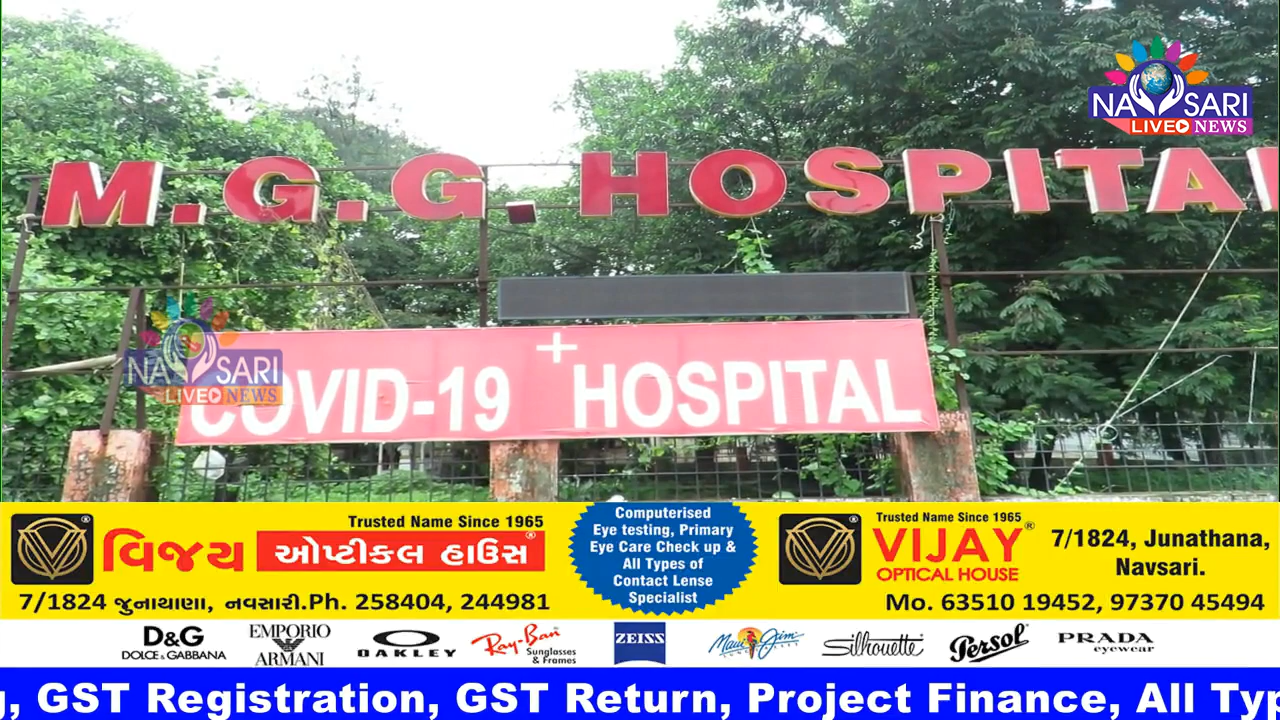 NAVSARI
LIVE NEWS
M.G.G. HOSPITAL
NAVSARI
LIVE NEWS
COVID-19 + HOSPITAL
Trusted Name Since 1965
વિજય ઓપ્ટીકલ હાઉસ
7/1824 જુનાથાણા, નવસારી.Ph. 258404, 244981
Computerised
Eye testing, Primary
Eye Care Check up &
All Types of
Contact Lense
Specialist
Trusted Name Since 1965
VIJAY
OPTICAL HOUSE
7/1824, Junathana,
Navsari.
Mo. 63510 19452, 97370 45494
D&G
DOLCE & GABBANA
EMPORIO
ARMANI
OAKLEY
Ray-Ban
Sunglasses
& Frames
ZEISS
Maui Jim
SUNGLASSES
Silhouette
Persol
PRADA
eyewear
g, GST Registration, GST Return, Project Finance, All Typ